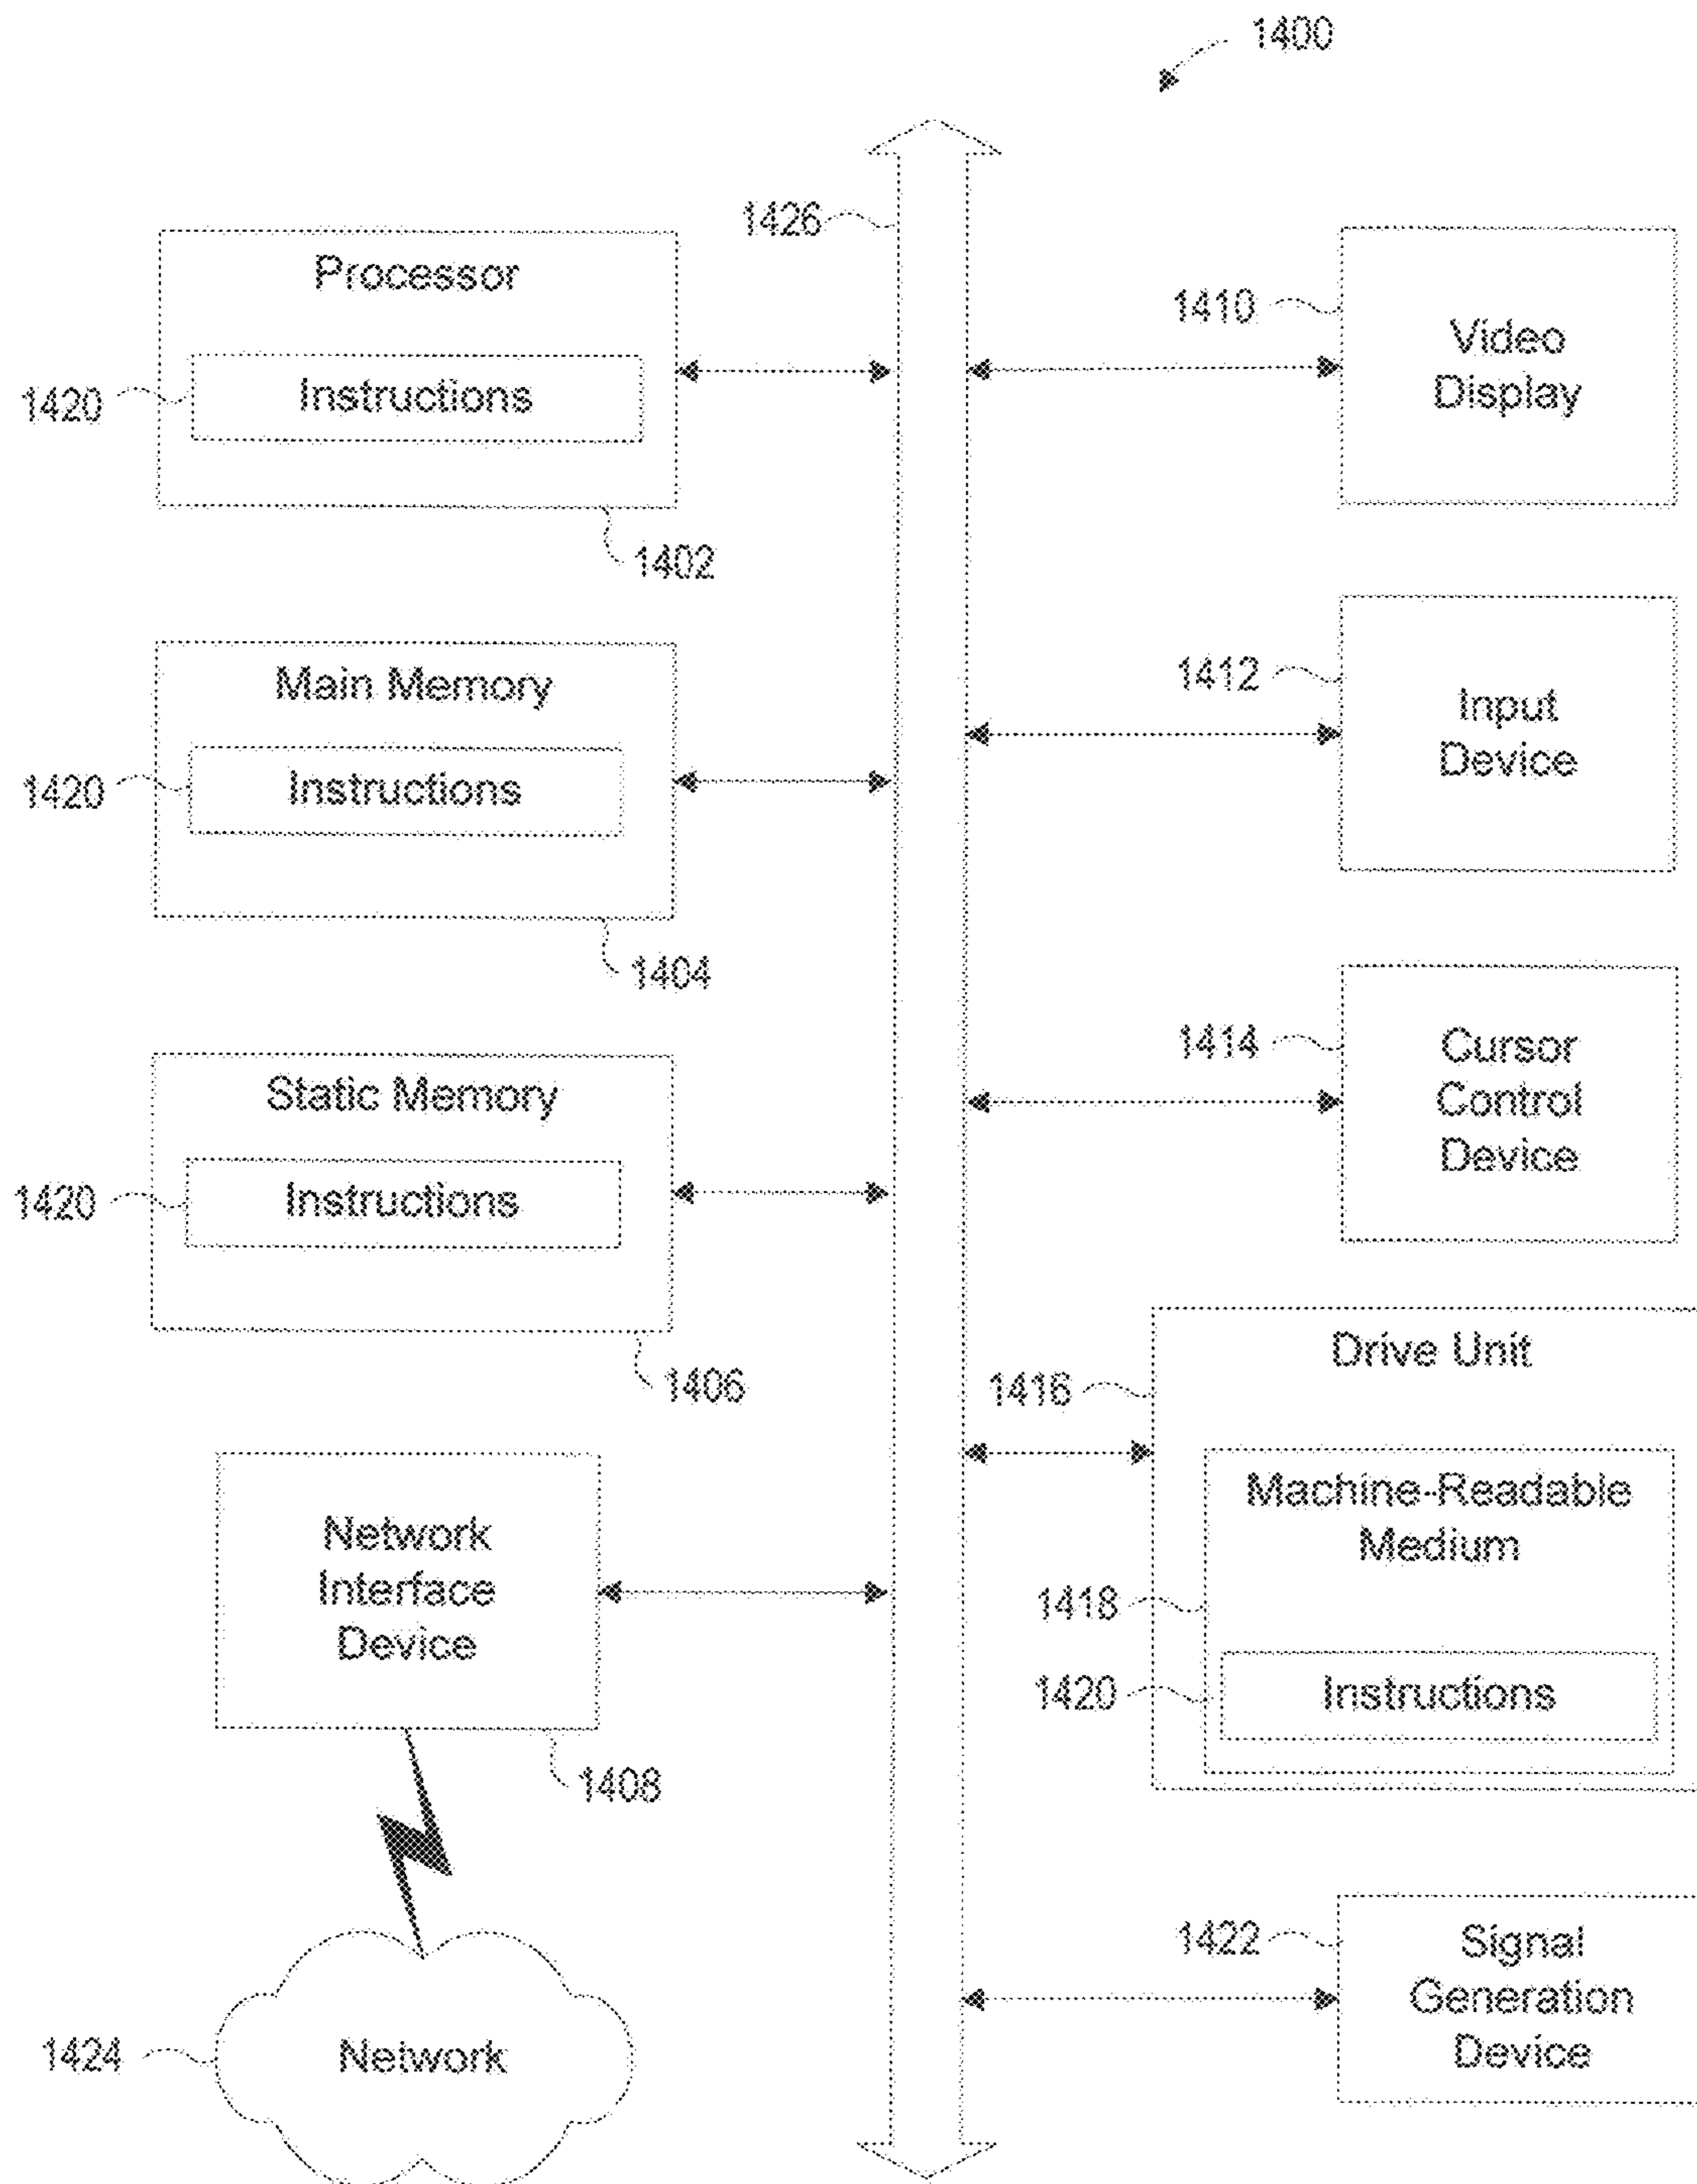 1400
1426
Processor
1420
Instructions
1402
Main Memory
1420
Instructions
1404
Static Memory
1420
Instructions
1406
Network
Interface
Device
1408
1424
Network
1410
Video
Display
1412
Input
Device
1414
Cursor
Control
Device
Drive Unit
1416
Machine-Readable
Medium
1418
1420
Instructions
1422
Signal
Generation
Device